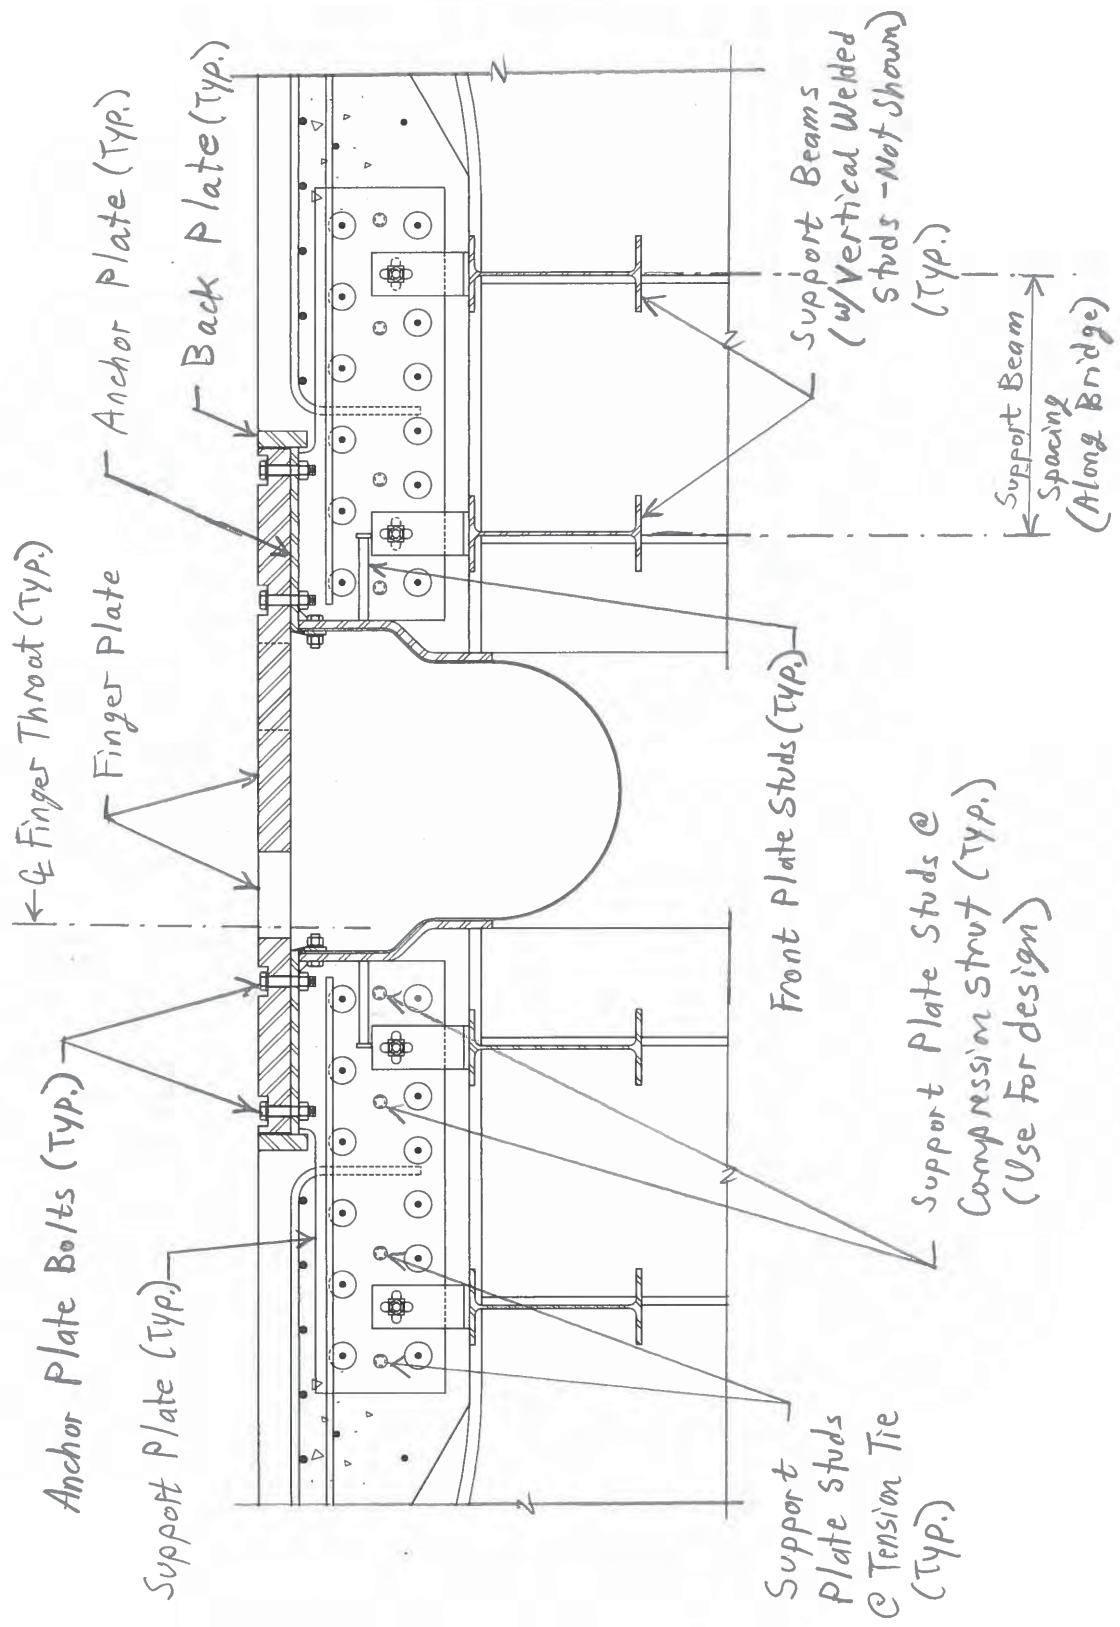 ℄ Finger Throat (Typ.)
Finger Plate
Anchor Plate (Typ.)
Back Plate (Typ.)
Anchor Plate Bolts (Typ.)
Support Plate (Typ.)
Support
Plate Studs
@ Tension Tie
(Typ.)
Support Plate Studs @
Compression Strut (Typ.)
(Use for design)
Front Plate Studs (Typ.)
Support Beams
(w/Vertical Welded
Studs - Not Shown)
(Typ.)
Support Beam
Spacing
(Along Bridge)